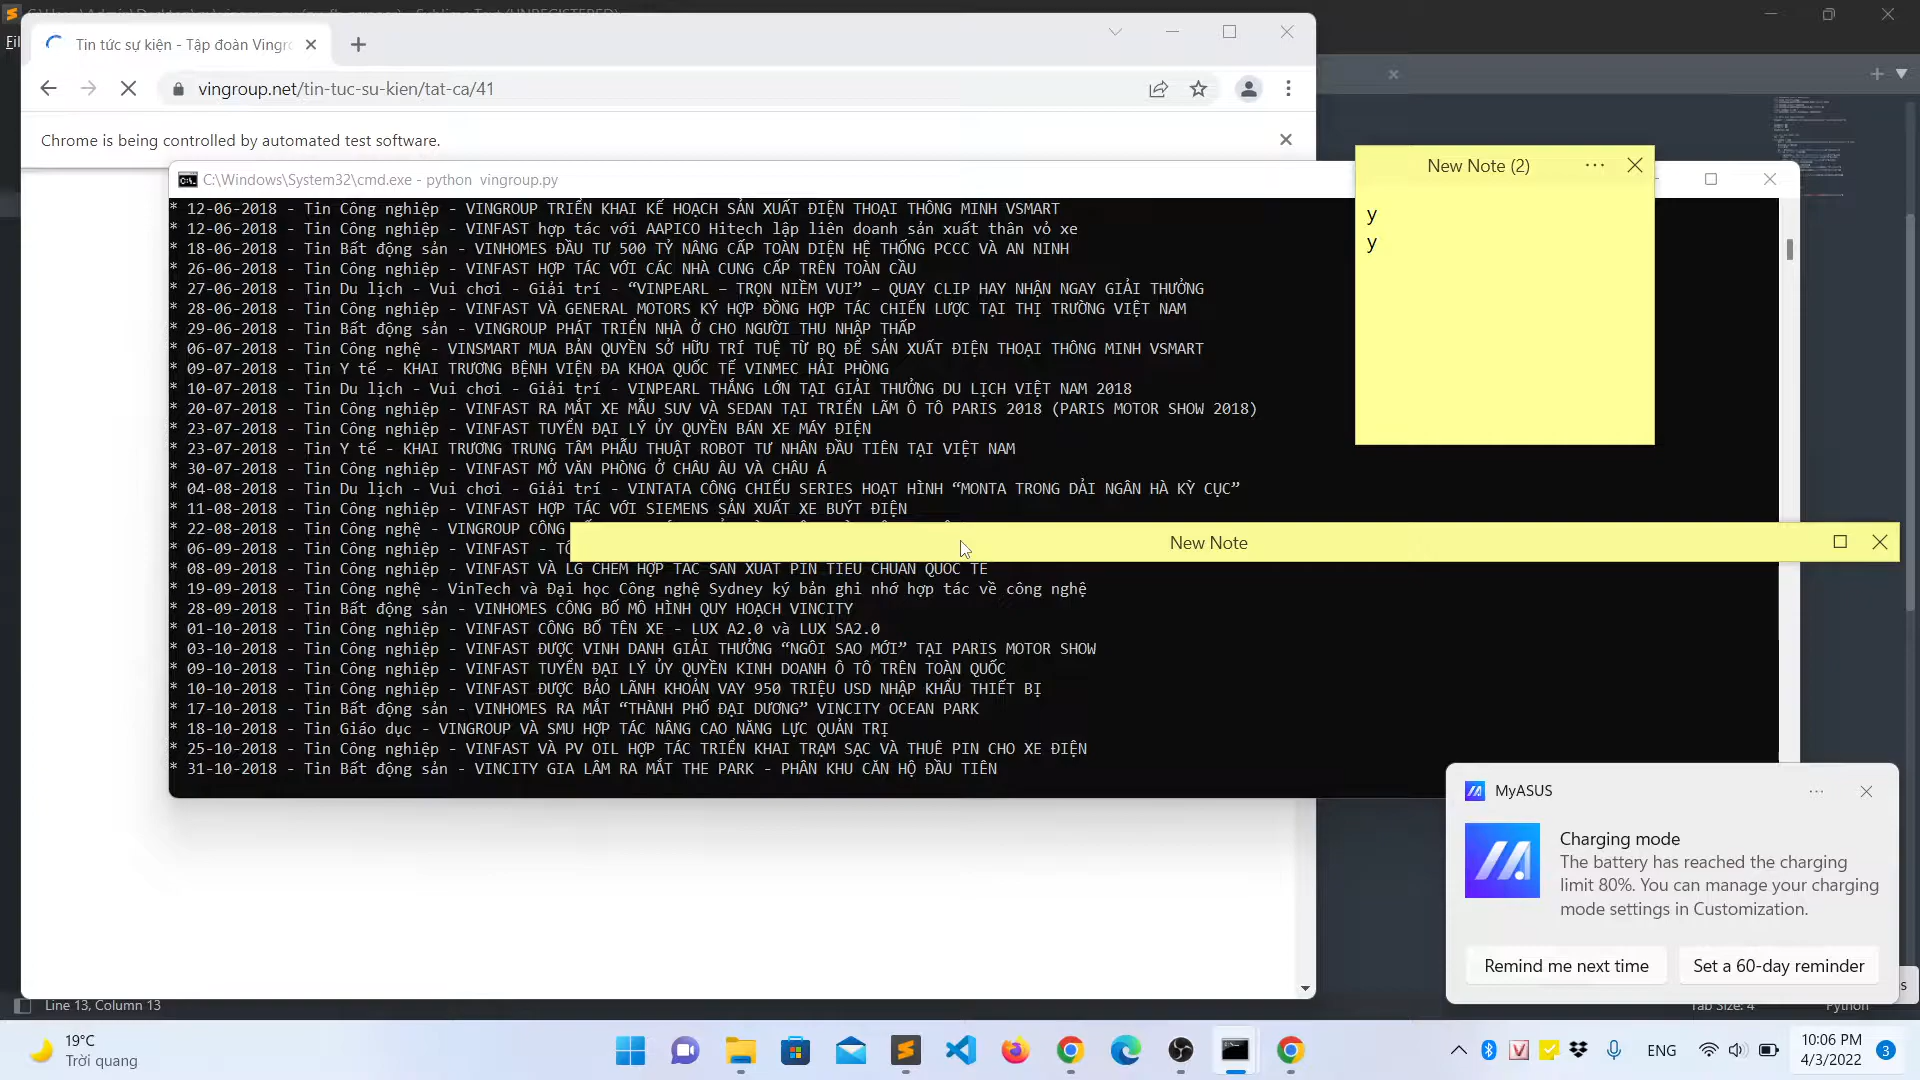 Tin tức sự kiện - Tập đoàn Vingr
vingroup.net/tin-tuc-su-kien/tat-ca/41
Chrome is being controlled by automated test software.
C:\Windows\System32\cmd.exe - python  vingroup.py
* 12-06-2018 - Tin Công nghiệp - VINGROUP TRIỂN KHAI KẾ HOẠCH SẢN XUẤT ĐIỆN THOẠI THÔNG MINH VSMART
* 12-06-2018 - Tin Công nghiệp - VINFAST hợp tác với AAPICO Hitech lập liên doanh sản xuất thân vỏ xe
* 18-06-2018 - Tin Bất động sản - VINHOMES ĐẦU TƯ 500 TỶ NÂNG CẤP TOÀN DIỆN HỆ THỐNG PCCC VÀ AN NINH
* 26-06-2018 - Tin Công nghiệp - VINFAST HỢP TÁC VỚI CÁC NHÀ CUNG CẤP TRÊN TOÀN CẦU
* 27-06-2018 - Tin Du lịch - Vui chơi - Giải trí - “VINPEARL – TRỌN NIỀM VUI” – QUAY CLIP HAY NHẬN NGAY GIẢI THƯỞNG
* 28-06-2018 - Tin Công nghiệp - VINFAST VÀ GENERAL MOTORS KÝ HỢP ĐỒNG HỢP TÁC CHIẾN LƯỢC TẠI THỊ TRƯỜNG VIỆT NAM
* 29-06-2018 - Tin Bất động sản - VINGROUP PHÁT TRIỂN NHÀ Ở CHO NGƯỜI THU NHẬP THẤP
* 06-07-2018 - Tin Công nghệ - VINSMART MUA BẢN QUYỀN SỞ HỮU TRÍ TUỆ TỪ BQ ĐỂ SẢN XUẤT ĐIỆN THOẠI THÔNG MINH VSMART
* 09-07-2018 - Tin Y tế - KHAI TRƯƠNG BỆNH VIỆN ĐA KHOA QUỐC TẾ VINMEC HẢI PHÒNG
* 10-07-2018 - Tin Du lịch - Vui chơi - Giải trí - VINPEARL THẮNG LỚN TẠI GIẢI THƯỞNG DU LỊCH VIỆT NAM 2018
* 20-07-2018 - Tin Công nghiệp - VINFAST RA MẮT XE MẪU SUV VÀ SEDAN TẠI TRIỂN LÃM Ô TÔ PARIS 2018 (PARIS MOTOR SHOW 2018)
* 23-07-2018 - Tin Công nghiệp - VINFAST TUYỂN ĐẠI LÝ ỦY QUYỀN BÁN XE MÁY ĐIỆN
* 23-07-2018 - Tin Y tế - KHAI TRƯƠNG TRUNG TÂM PHẪU THUẬT ROBOT TƯ NHÂN ĐẦU TIÊN TẠI VIỆT NAM
* 30-07-2018 - Tin Công nghiệp - VINFAST MỞ VĂN PHÒNG Ở CHÂU ÂU VÀ CHÂU Á
* 04-08-2018 - Tin Du lịch - Vui chơi - Giải trí - VINTATA CÔNG CHIẾU SERIES HOẠT HÌNH “MONTA TRONG DẢI NGÂN HÀ KỲ CỤC”
* 11-08-2018 - Tin Công nghiệp - VINFAST HỢP TÁC VỚI SIEMENS SẢN XUẤT XE BUÝT ĐIỆN
* 22-08-2018 - Tin Công nghệ - VINGROUP CÔNG
* 06-09-2018 - Tin Công nghiệp - VINFAST -
* 08-09-2018 - Tin Công nghiệp - VINFAST VÀ LG CHEM HỢP TÁC SẢN XUẤT PIN TIÊU CHUẨN QUỐC TẾ
* 19-09-2018 - Tin Công nghệ - VinTech và Đại học Công nghệ Sydney ký bản ghi nhớ hợp tác về công nghệ
* 28-09-2018 - Tin Bất động sản - VINHOMES CÔNG BỐ MÔ HÌNH QUY HOẠCH VINCITY
* 01-10-2018 - Tin Công nghiệp - VINFAST CÔNG BỐ TÊN XE - LUX A2.0 và LUX SA2.0
* 03-10-2018 - Tin Công nghiệp - VINFAST ĐƯỢC VINH DANH GIẢI THƯỞNG “NGÔI SAO MỚI” TẠI PARIS MOTOR SHOW
* 09-10-2018 - Tin Công nghiệp - VINFAST TUYỂN ĐẠI LÝ ỦY QUYỀN KINH DOANH Ô TÔ TRÊN TOÀN QUỐC
* 10-10-2018 - Tin Công nghiệp - VINFAST ĐƯỢC BẢO LÃNH KHOẢN VAY 950 TRIỆU USD NHẬP KHẨU THIẾT BỊ
* 17-10-2018 - Tin Bất động sản - VINHOMES RA MẮT “THÀNH PHỐ ĐẠI DƯƠNG” VINCITY OCEAN PARK
* 18-10-2018 - Tin Giáo dục - VINGROUP VÀ SMU HỢP TÁC NÂNG CAO NĂNG LỰC QUẢN TRỊ
* 25-10-2018 - Tin Công nghiệp - VINFAST VÀ PV OIL HỢP TÁC TRIỂN KHAI TRẠM SẠC VÀ THUÊ PIN CHO XE ĐIỆN
* 31-10-2018 - Tin Bất động sản - VINCITY GIA LÂM RA MẮT THE PARK - PHÂN KHU CĂN HỘ ĐẦU TIÊN
New Note (2)
y
y
New Note
MyASUS
Charging mode
The battery has reached the charging
limit 80%. You can manage your charging
mode settings in Customization.
Remind me next time
Set a 60-day reminder
Line 13, Column 13
Tab Size: 4
Python
19°C
Trời quang
ENG
10:06 PM
4/3/2022
3